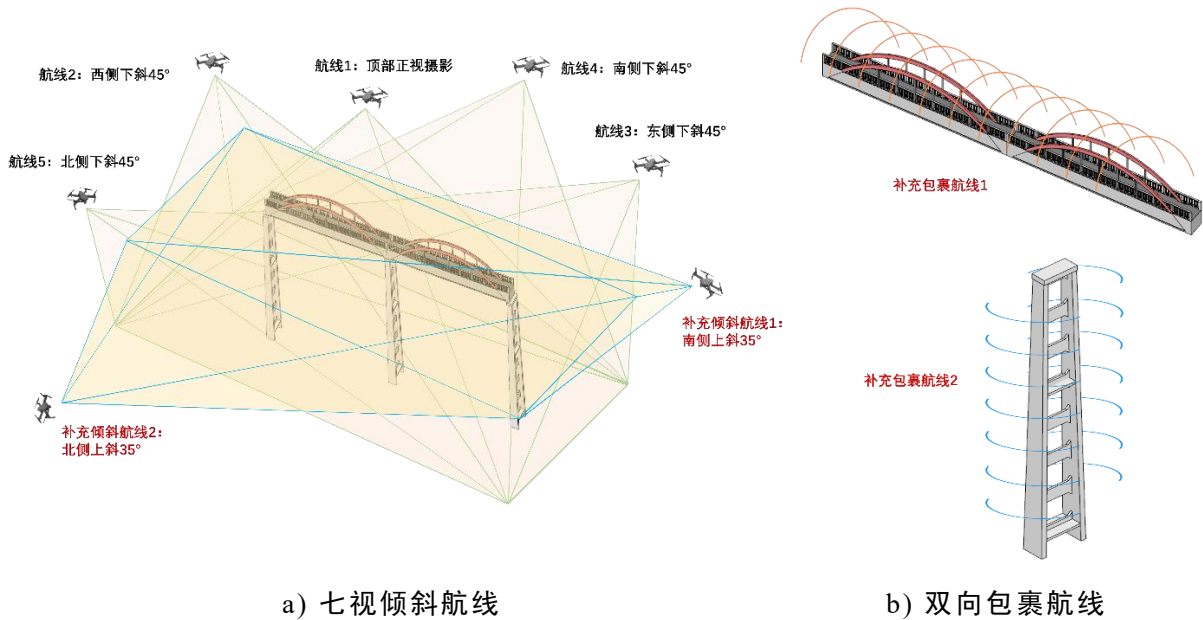 航线2：西侧下斜45°
航线1：顶部正视摄影
航线4：南侧下斜45°
航线5：北侧下斜45°
航线3：东侧下斜45°
补充倾斜航线1：
南侧上斜35°
补充倾斜航线2：
北侧上斜35°
a) 七视倾斜航线
补充包裹航线1
补充包裹航线2
b) 双向包裹航线